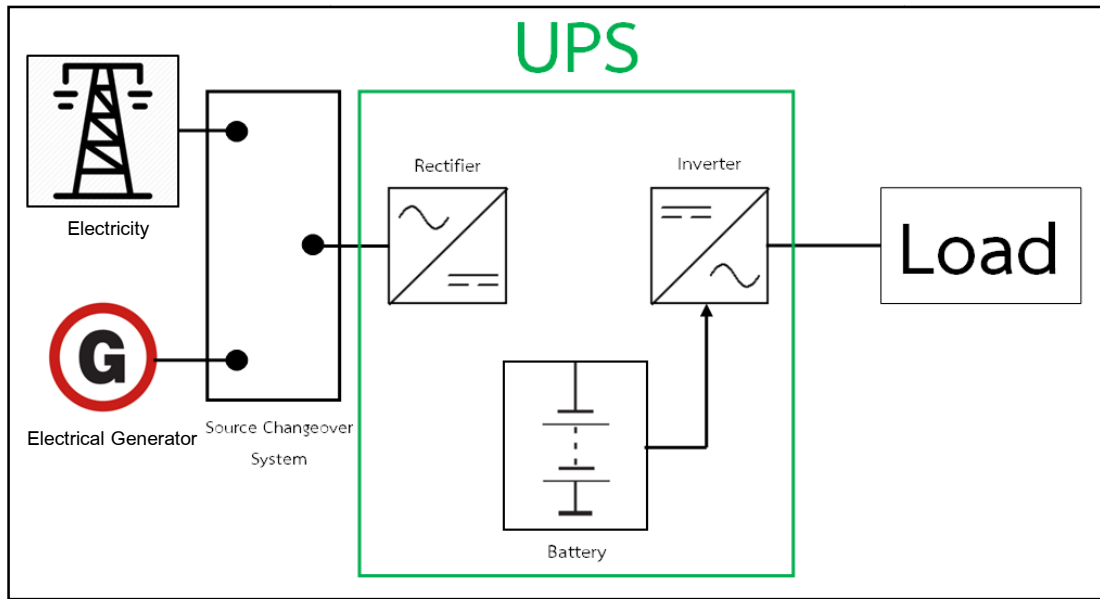 UPS
Electricity
Rectifier
Inverter
Load
G
Electrical Generator
Source Changeover
System
Battery